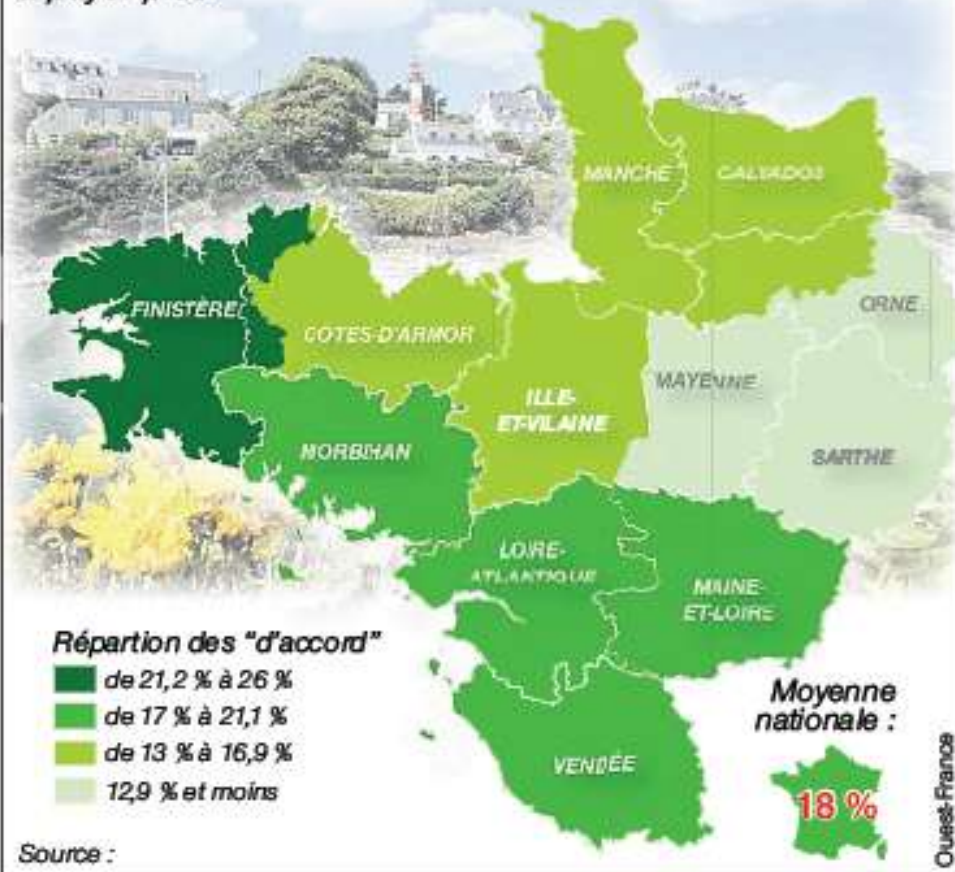 MANCHE
CALVADOS
FINISTÈRE
ORNE
COTES-D'ARMOR
MAYENNE
ILLE-
ET-VILAINE
MORBIHAN
SARTHE
LOIRE-
ATLANTIQUE
MAINE-
ET-LOIRE
VENDÉE
Répartion des "d'accord"
de 21,2 % à 26 %
de 17 % à 21,1 %
de 13 % à 16,9 %
12,9 % et moins
Moyenne
nationale :
18 %
Source :
Ouest-France